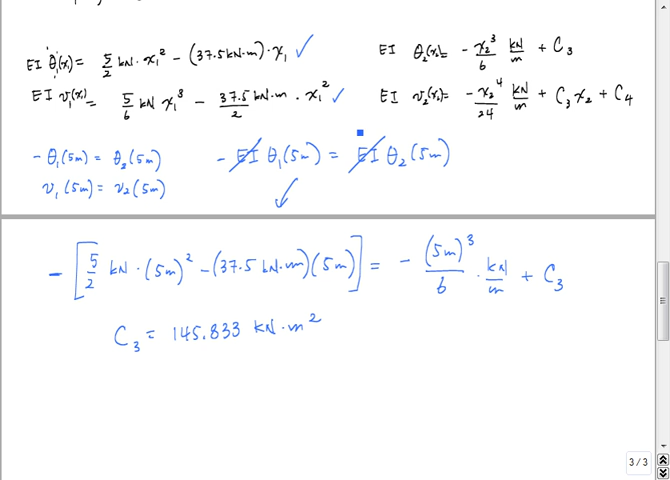 EI θ₁(x₁) = 5/2 kN · x₁² − (37.5 kN·m) · x₁ ✓
EI θ₂(x₂) = − x₂³/6 kN/m + C₃
EI v₁(x₁) = 5/6 kN x₁³ − 37.5 kN·m/2 · x₁² ✓
EI v₂(x₂) = − x₂⁴/24 kN/m + C₃ x₂ + C₄
− θ₁(5m) = θ₂(5m)
v₁(5m) = v₂(5m)
− EI θ₁(5m) = EI θ₂(5m)
− [5/2 kN · (5m)² − (37.5 kN·m)(5m)] = − (5m)³/6 · kN/m + C₃
C₃ = 145.833 kN·m²
3/3